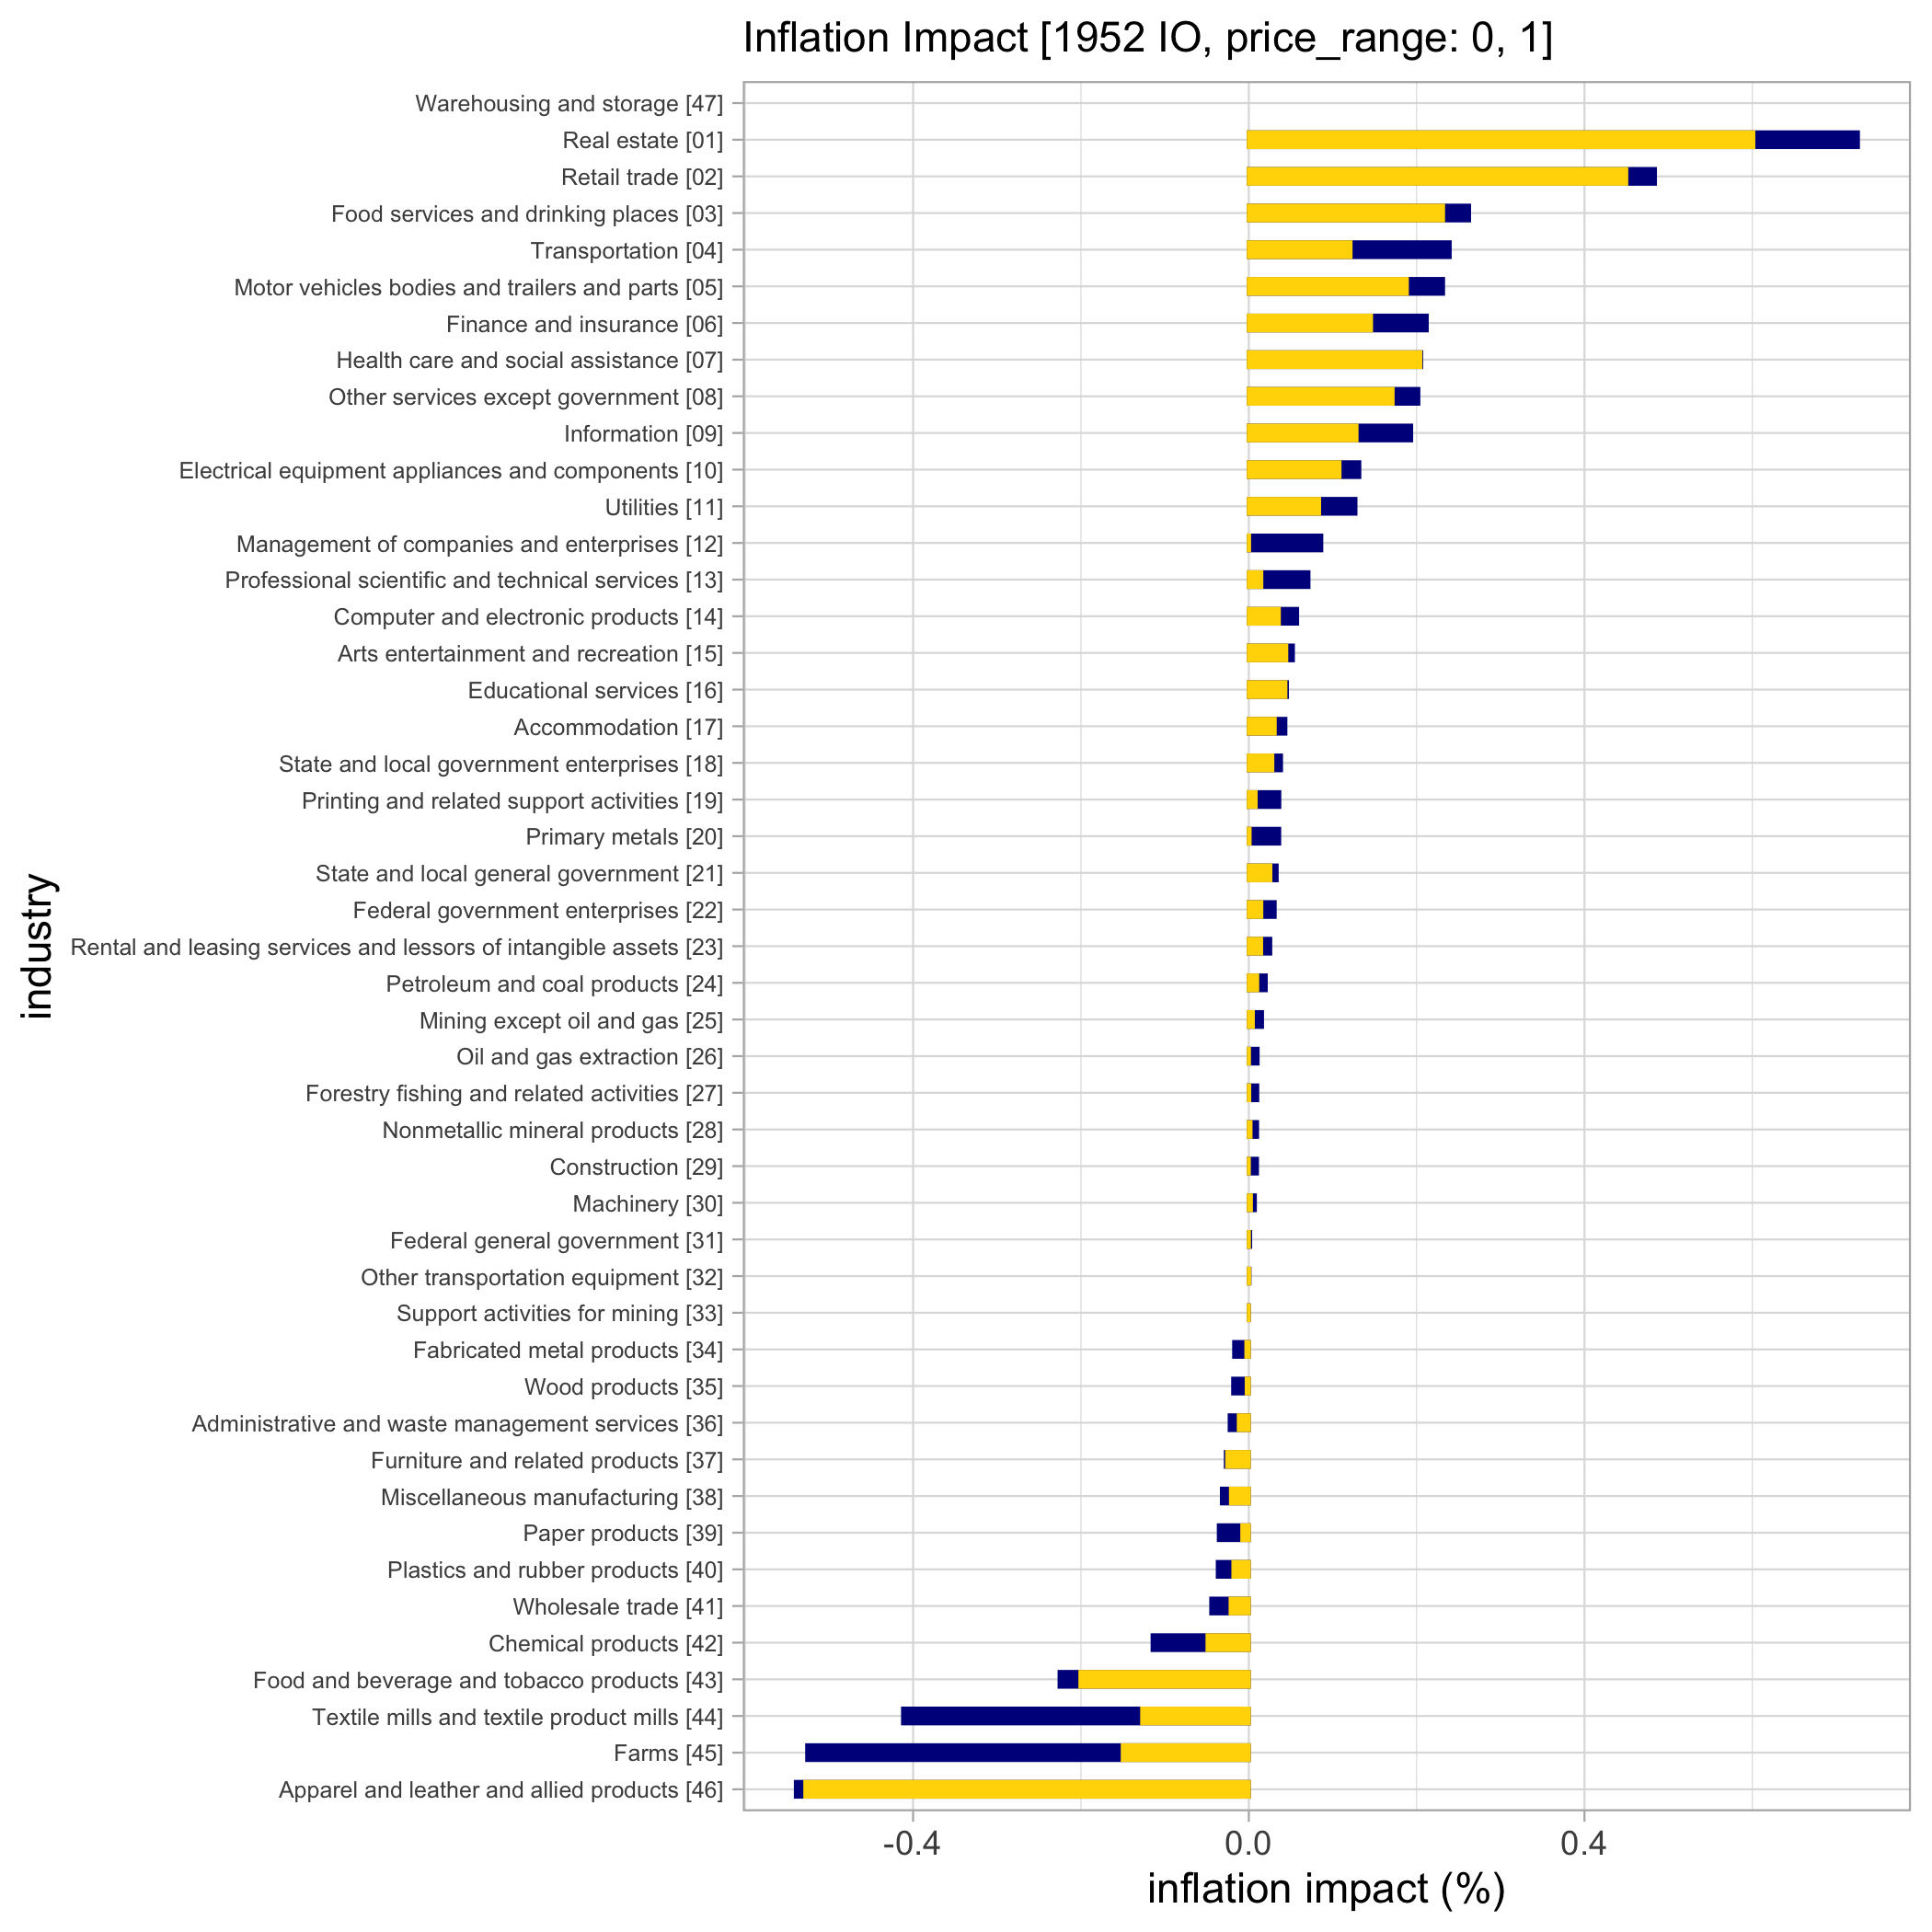 Inflation Impact [1952 IO, price_range: 0, 1]
industry
Warehousing and storage [47]
Real estate [01]
Retail trade [02]
Food services and drinking places [03]
Transportation [04]
Motor vehicles bodies and trailers and parts [05]
Finance and insurance [06]
Health care and social assistance [07]
Other services except government [08]
Information [09]
Electrical equipment appliances and components [10]
Utilities [11]
Management of companies and enterprises [12]
Professional scientific and technical services [13]
Computer and electronic products [14]
Arts entertainment and recreation [15]
Educational services [16]
Accommodation [17]
State and local government enterprises [18]
Printing and related support activities [19]
Primary metals [20]
State and local general government [21]
Federal government enterprises [22]
Rental and leasing services and lessors of intangible assets [23]
Petroleum and coal products [24]
Mining except oil and gas [25]
Oil and gas extraction [26]
Forestry fishing and related activities [27]
Nonmetallic mineral products [28]
Construction [29]
Machinery [30]
Federal general government [31]
Other transportation equipment [32]
Support activities for mining [33]
Fabricated metal products [34]
Wood products [35]
Administrative and waste management services [36]
Furniture and related products [37]
Miscellaneous manufacturing [38]
Paper products [39]
Plastics and rubber products [40]
Wholesale trade [41]
Chemical products [42]
Food and beverage and tobacco products [43]
Textile mills and textile product mills [44]
Farms [45]
Apparel and leather and allied products [46]
-0.4 0.0 0.4
inflation impact (%)